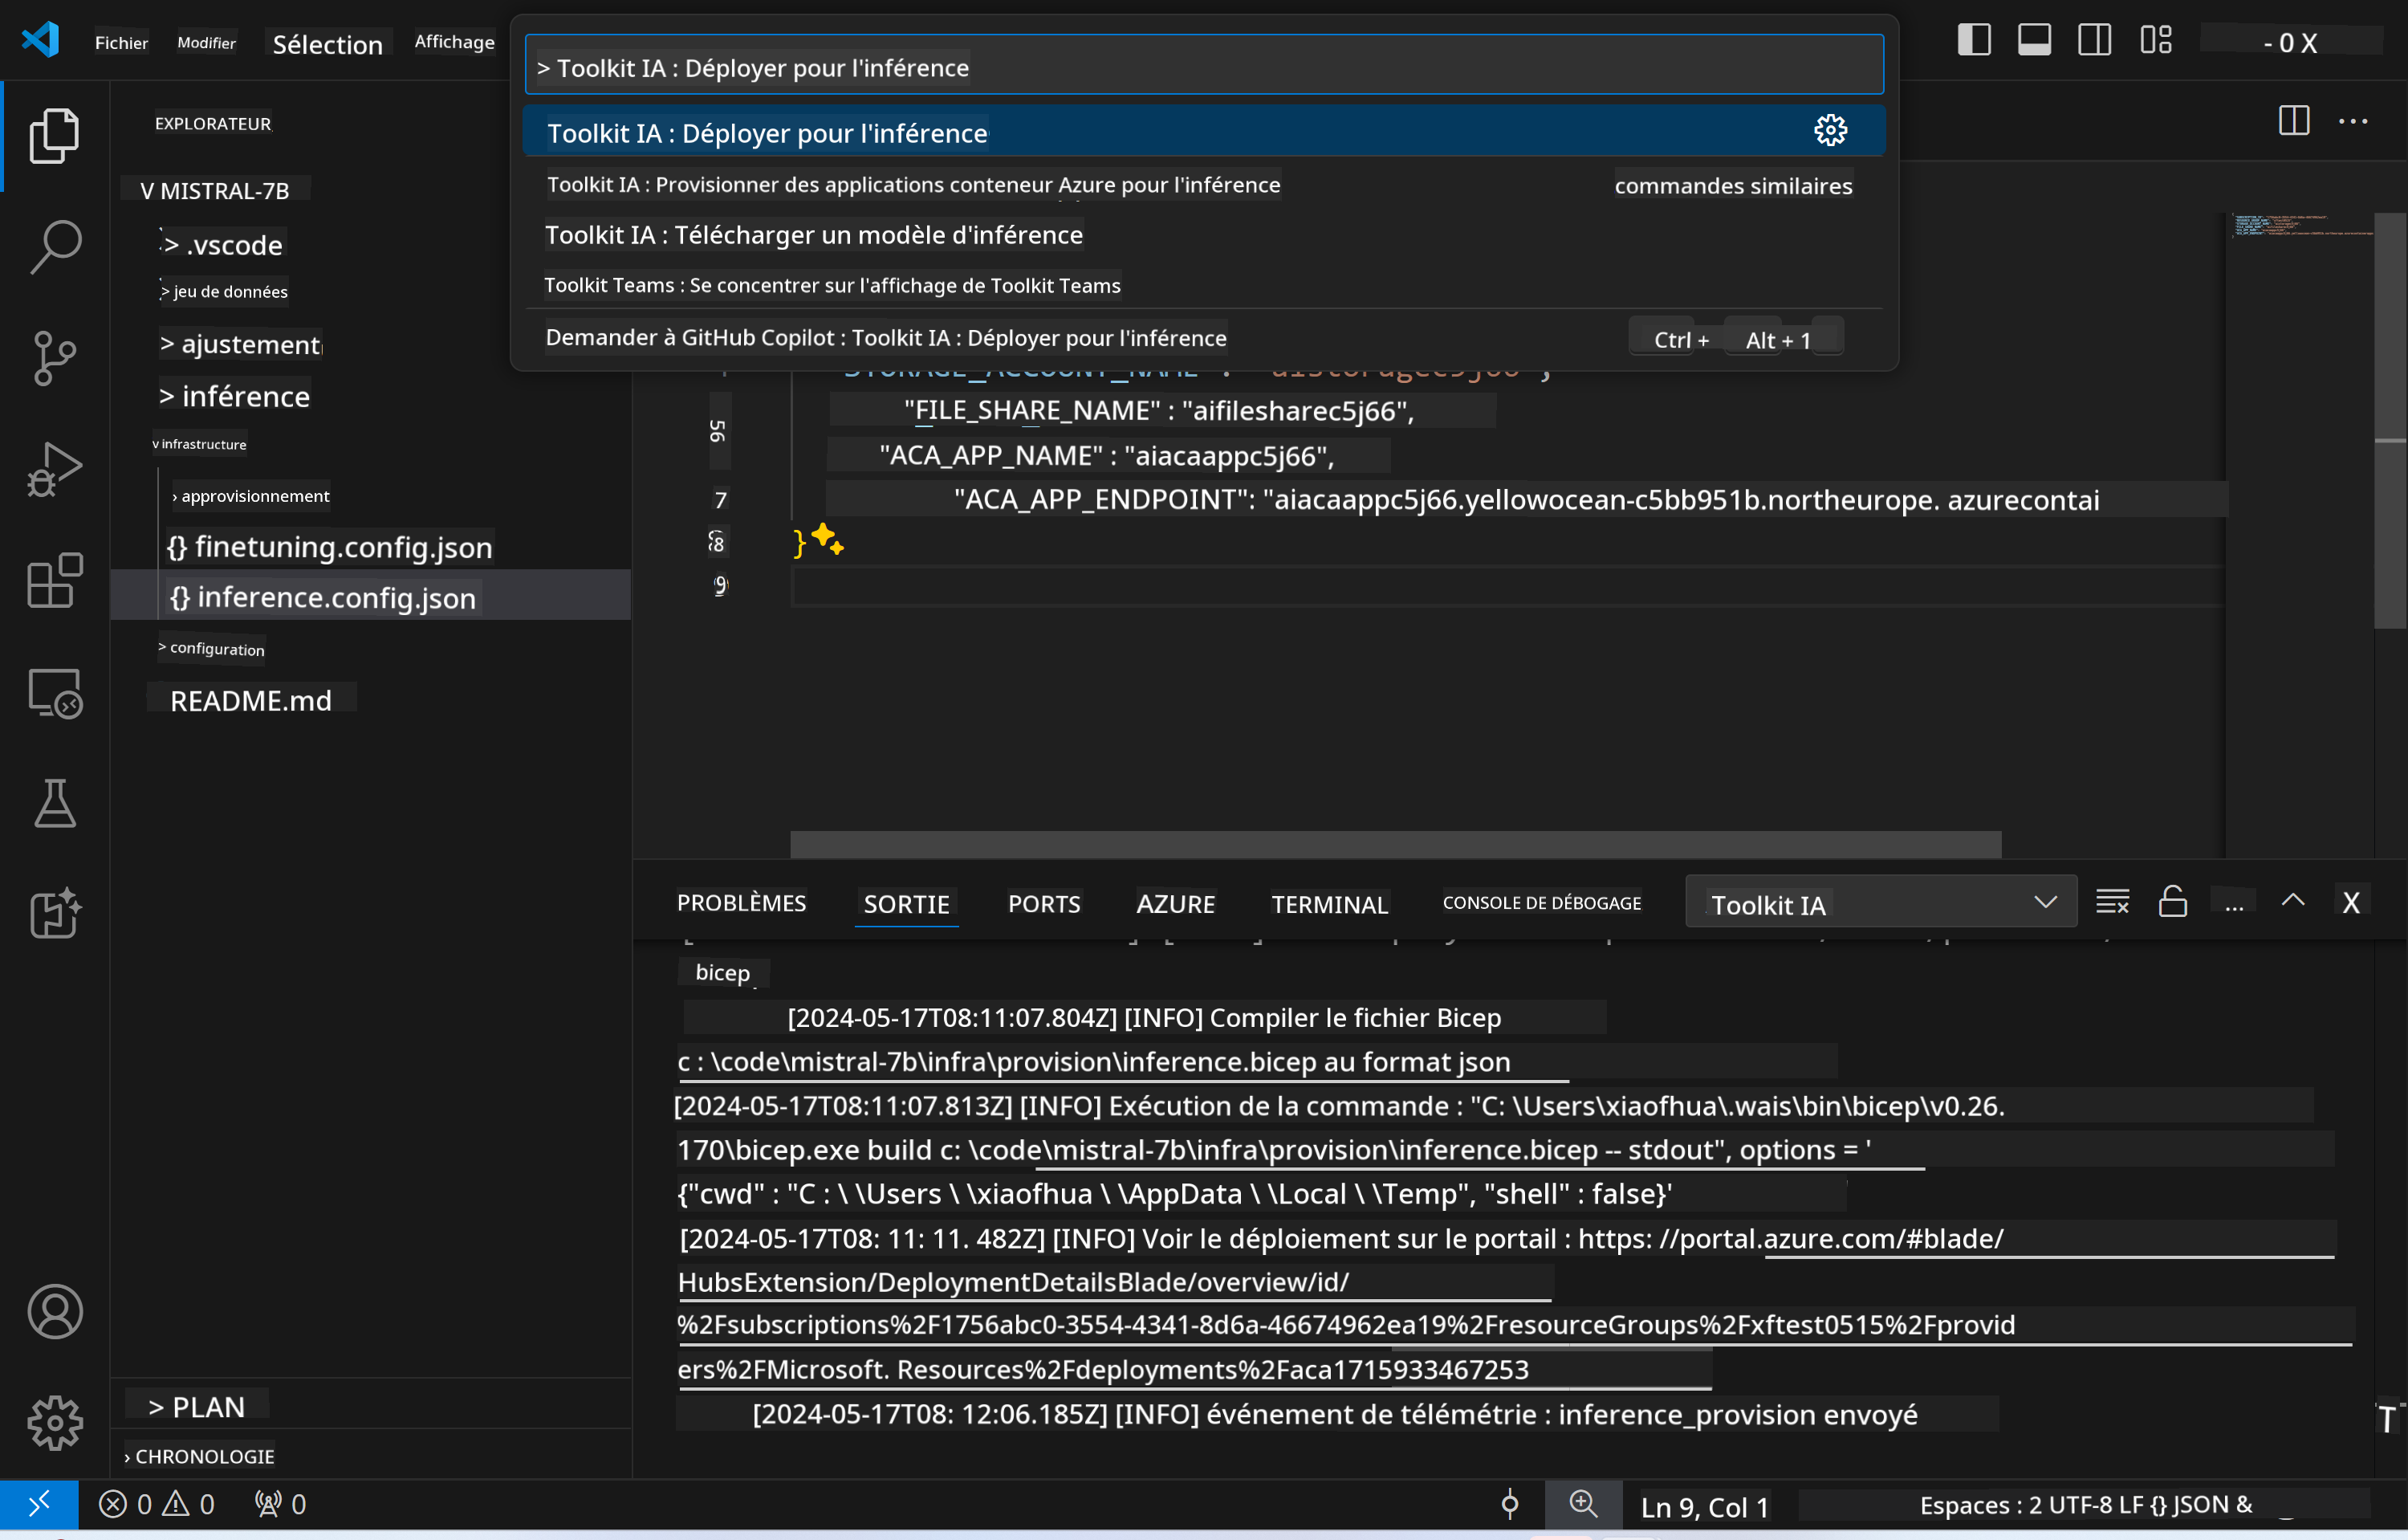 Fichier Modifier Sélection Affichage
- 0 X
> Toolkit IA : Déployer pour l'inférence
Toolkit IA : Déployer pour l'inférence
Toolkit IA : Provisionner des applications conteneur Azure pour l'inférence commandes similaires
Toolkit IA : Télécharger un modèle d'inférence
Toolkit Teams : Se concentrer sur l'affichage de Toolkit Teams
Demander à GitHub Copilot : Toolkit IA : Déployer pour l'inférence Ctrl + Alt + 1
EXPLORATEUR
V MISTRAL-7B
> .vscode
> jeu de données
> ajustement
> inférence
v infrastructure
› approvisionnement
{} finetuning.config.json
{} inference.config.json
> configuration
README.md
> PLAN
› CHRONOLOGIE
STORAGE_ACCOUNT_NAME
56
"FILE_SHARE_NAME" : "aifilesharec5j66",
"ACA_APP_NAME" : "aiacaappc5j66",
7 "ACA_APP_ENDPOINT": "aiacaappc5j66.yellowocean-c5bb951b.northeurope. azurecontai
8 }
9
PROBLÈMES SORTIE PORTS AZURE TERMINAL CONSOLE DE DÉBOGAGE Toolkit IA ... X
bicep
[2024-05-17T08:11:07.804Z] [INFO] Compiler le fichier Bicep
c : \code\mistral-7b\infra\provision\inference.bicep au format json
[2024-05-17T08:11:07.813Z] [INFO] Exécution de la commande : "C: \Users\xiaofhua\.wais\bin\bicep\v0.26.
170\bicep.exe build c: \code\mistral-7b\infra\provision\inference.bicep -- stdout", options = '
{"cwd" : "C : \ \Users \ \xiaofhua \ \AppData \ \Local \ \Temp", "shell" : false}'
[2024-05-17T08: 11: 11. 482Z] [INFO] Voir le déploiement sur le portail : https: //portal.azure.com/#blade/
HubsExtension/DeploymentDetailsBlade/overview/id/
%2Fsubscriptions%2F1756abc0-3554-4341-8d6a-46674962ea19%2FresourceGroups%2Fxftest0515%2Fprovid
ers%2FMicrosoft. Resources%2Fdeployments%2Faca1715933467253
[2024-05-17T08: 12:06.185Z] [INFO] événement de télémétrie : inference_provision envoyé
T
0 0 0 Ln 9, Col 1 Espaces : 2 UTF-8 LF {} JSON &